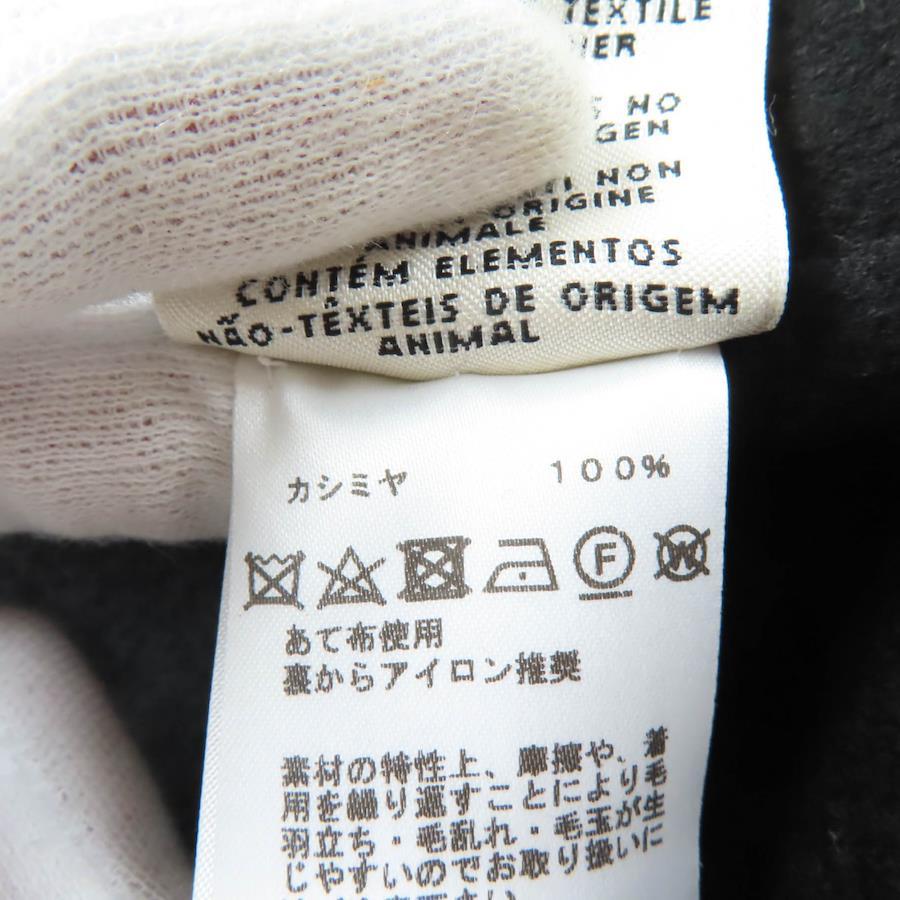 TEXTILE
NO
GEN
NON
ORIGINE
ANIMALE
CONTÉM ELEMENTOS
NÃO-TÊXTEIS DE ORIGEM
ANIMAL
カシミヤ 100%
F
W
あて布使用
裏からアイロン推奨
素材の特性上、摩擦や、着
用を繰り返すことにより毛
羽立ち・毛乱れ・毛玉が生
じやすいのでお取り扱いに